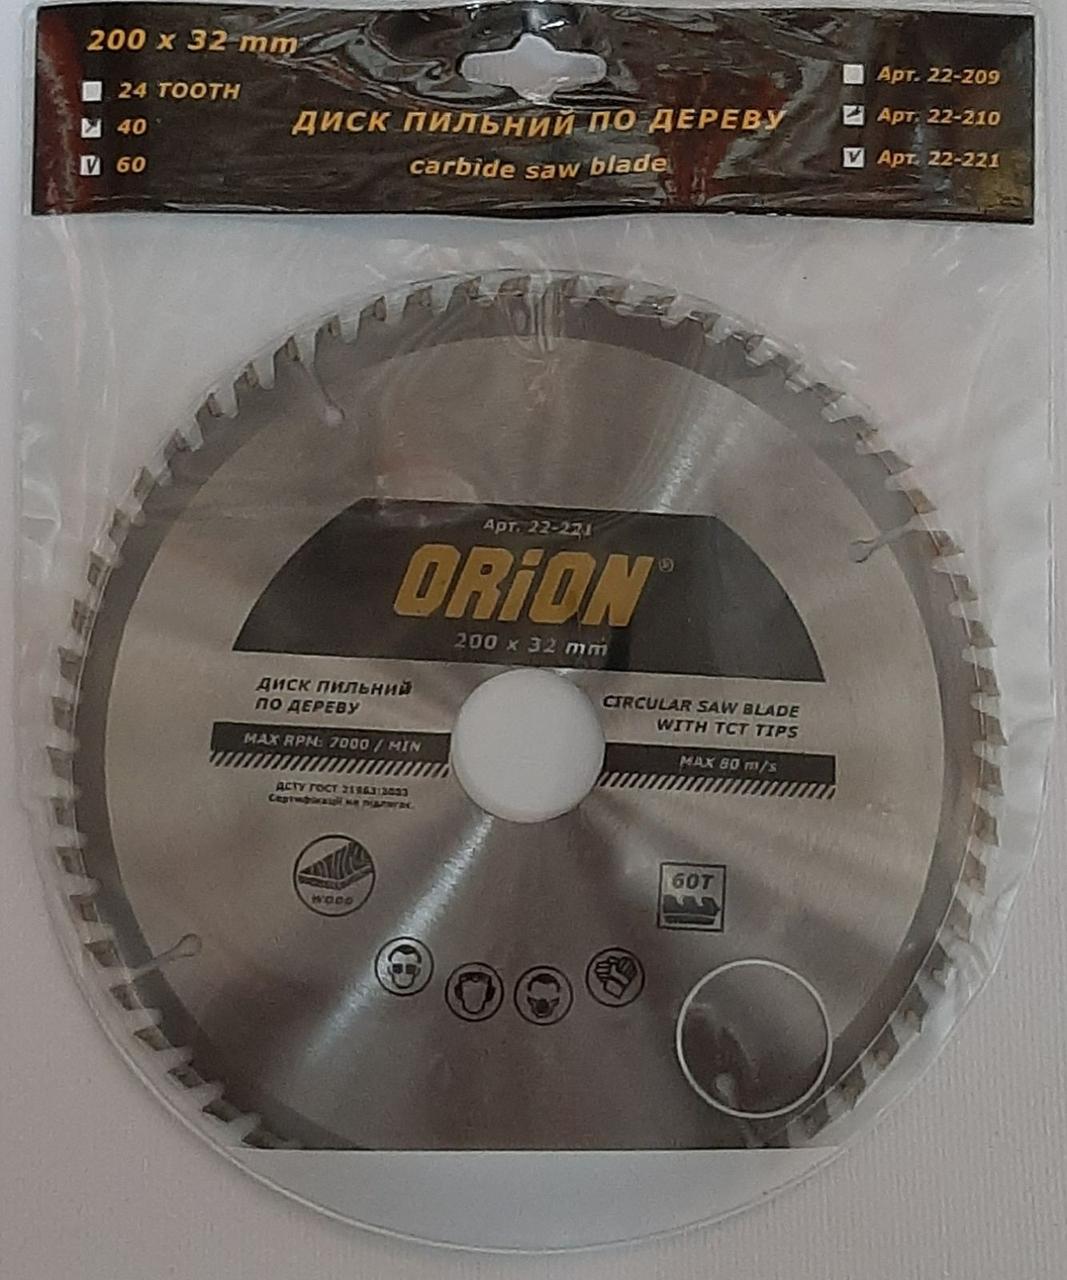 200 x 32 mm
24 TOOTH
40
60
ДИСК ПИЛЬНИЙ ПО ДЕРЕВУ
carbide saw blade
Арт. 22-209
Арт. 22-210
Арт. 22-221
Арт. 22-221
ORiON®
200 x 32 mm
ДИСК ПИЛЬНИЙ
ПО ДЕРЕВУ
MAX RPM: 7000 / MIN
ДСТУ ГОСТ
Сертифікації не підлягає.
CIRCULAR SAW BLADE
WITH TCT TIPS
MAX 80 m/s
WOOD
60T